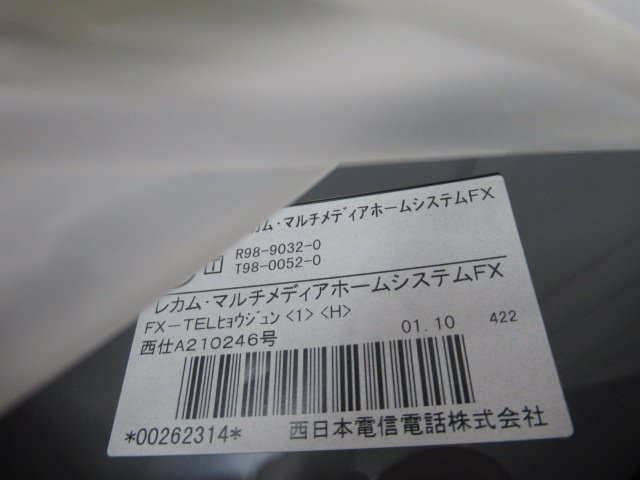 カム・マルチメディアホームシステムFX
R98-9032-0
T98-0052-0
レカム・マルチメディアホームシステムFX
FX-TELヒョウジュン<1><H>
01.10 422
西仕A210246号
*00262314* 西日本電信電話株式会社